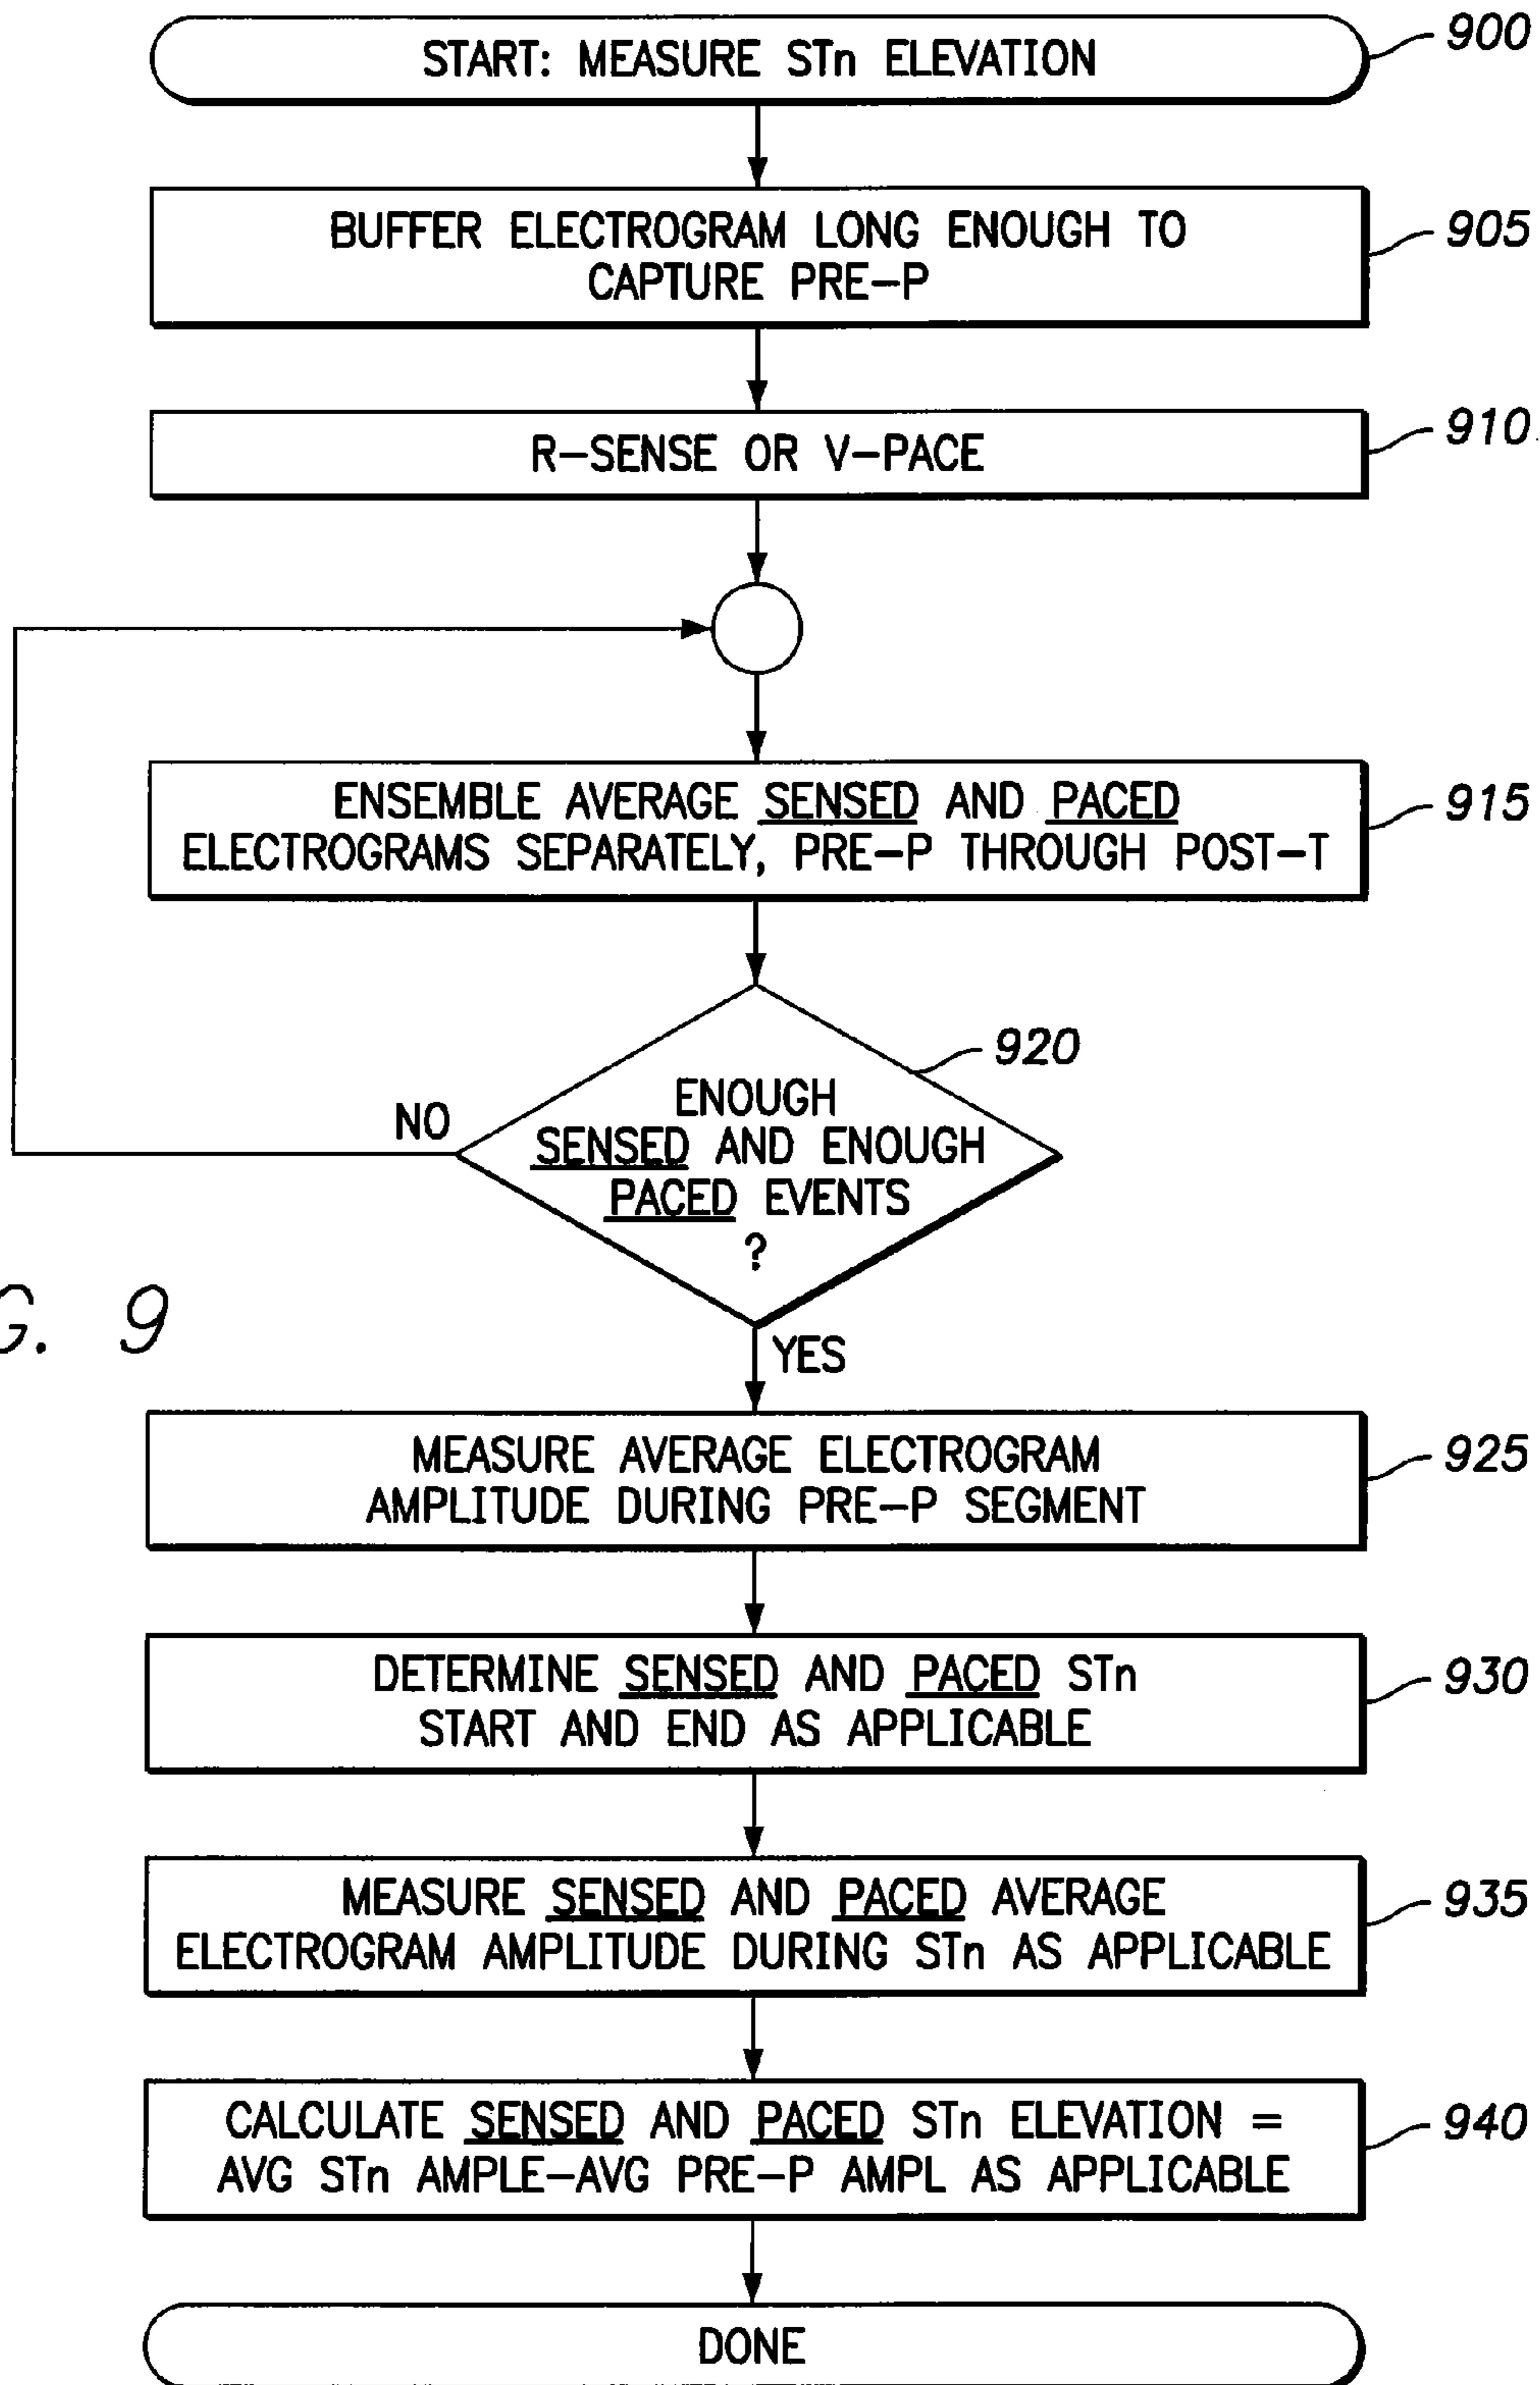 START: MEASURE STn ELEVATION
900
BUFFER ELECTROGRAM LONG ENOUGH TO
CAPTURE PRE-P
905
R-SENSE OR V-PACE
910
ENSEMBLE AVERAGE SENSED AND PACED
ELECTROGRAMS SEPARATELY, PRE-P THROUGH POST-T
915
920
ENOUGH
SENSED AND ENOUGH
PACED EVENTS
?
NO
G. 9
YES
MEASURE AVERAGE ELECTROGRAM
AMPLITUDE DURING PRE-P SEGMENT
925
DETERMINE SENSED AND PACED STn
START AND END AS APPLICABLE
930
MEASURE SENSED AND PACED AVERAGE
ELECTROGRAM AMPLITUDE DURING STn AS APPLICABLE
935
CALCULATE SENSED AND PACED STn ELEVATION =
AVG STn AMPLE-AVG PRE-P AMPL AS APPLICABLE
940
DONE